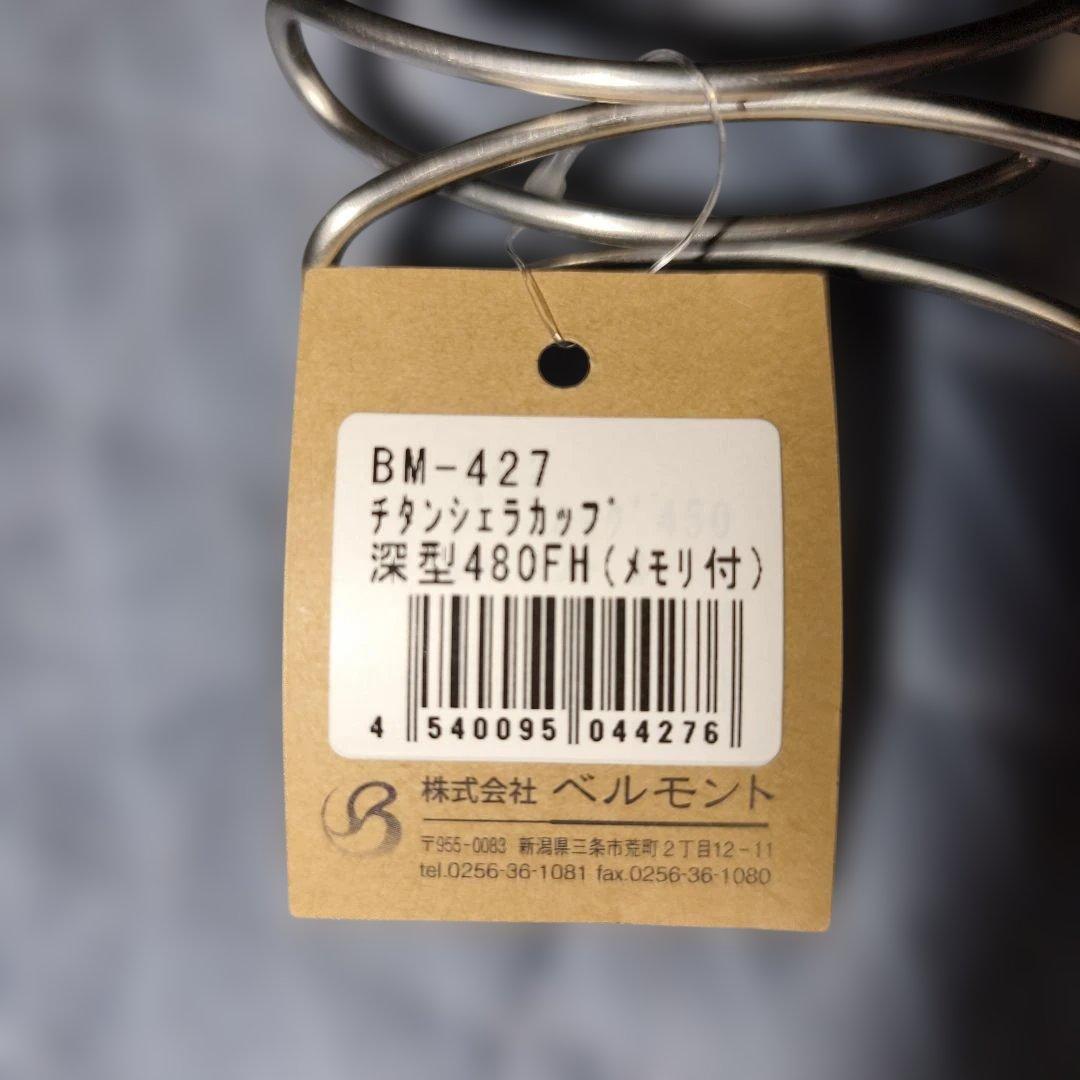 BM-427
ﾁﾀﾝｼｪﾗｶｯﾌﾟ
深型480FH(ﾒﾓﾘ付)
4 540095 044276
株式会社 ベルモント
〒955-0083 新潟県三条市荒町2丁目12-11
tel.0256-36-1081 fax.0256-36-1080